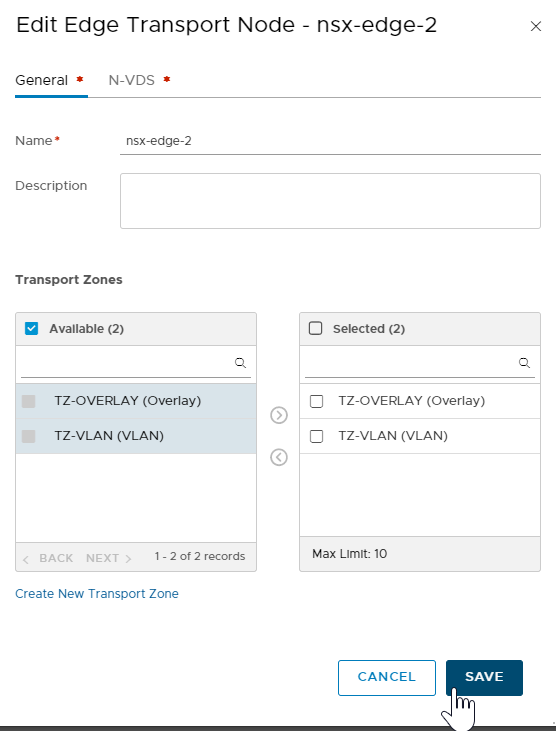 Edit Edge Transport Node - nsx-edge-2
General * N-VDS *
Name* nsx-edge-2
Description
Transport Zones
Available (2)
TZ-OVERLAY (Overlay)
TZ-VLAN (VLAN)
BACK NEXT 1 - 2 of 2 records
Selected (2)
TZ-OVERLAY (Overlay)
TZ-VLAN (VLAN)
Max Limit: 10
Create New Transport Zone
CANCEL SAVE